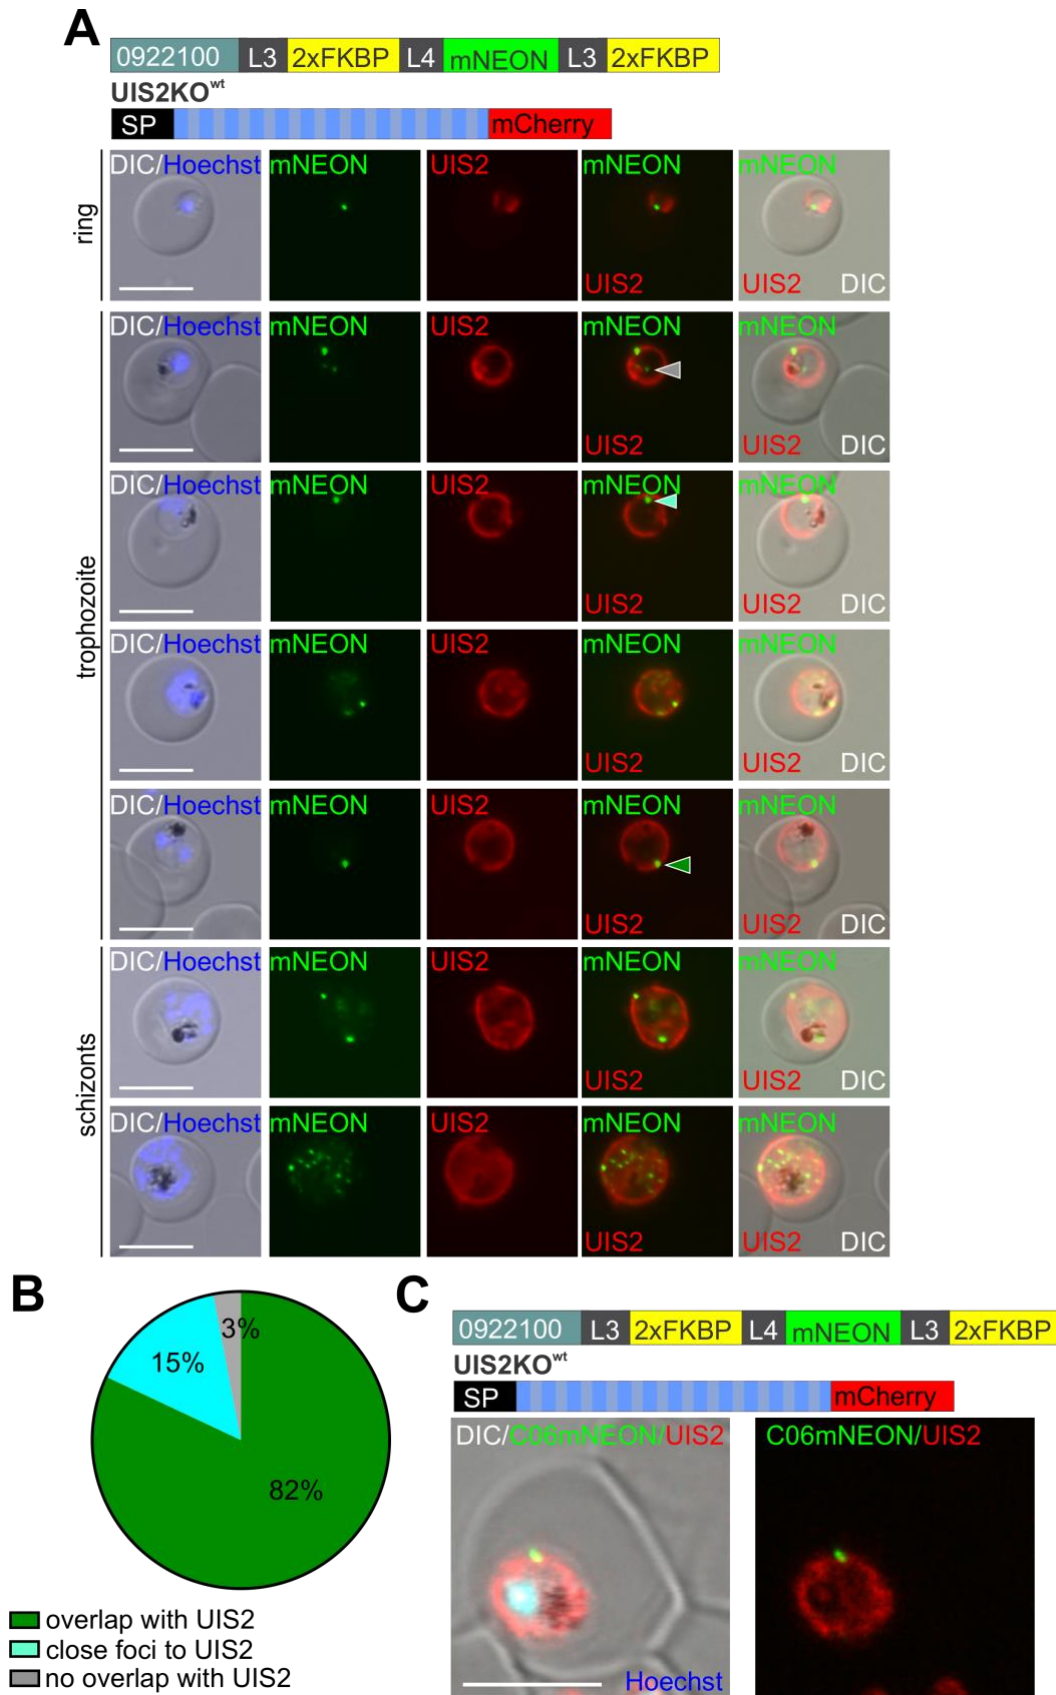 A
0922100 L3 2xFKBP L4 mNEON L3 2xFKBP
UIS2KOwt
SP mCherry
ring
DIC/Hoechst mNEON UIS2 mNEON mNEON
UIS2 UIS2 DIC
trophozoite
DIC/Hoechst mNEON UIS2 mNEON mNEON
UIS2 UIS2 DIC
DIC/Hoechst mNEON UIS2 mNEON mNEON
UIS2 UIS2 DIC
DIC/Hoechst mNEON UIS2 mNEON mNEON
UIS2 UIS2 DIC
DIC/Hoechst mNEON UIS2 mNEON mNEON
UIS2 UIS2 DIC
schizonts
DIC/Hoechst mNEON UIS2 mNEON mNEON
UIS2 UIS2 DIC
DIC/Hoechst mNEON UIS2 mNEON mNEON
UIS2 UIS2 DIC
B
3%
15%
82%
overlap with UIS2
close foci to UIS2
no overlap with UIS2
C
0922100 L3 2xFKBP L4 mNEON L3 2xFKBP
UIS2KOwt
SP mCherry
DIC/C06mNEON/UIS2 C06mNEON/UIS2
Hoechst